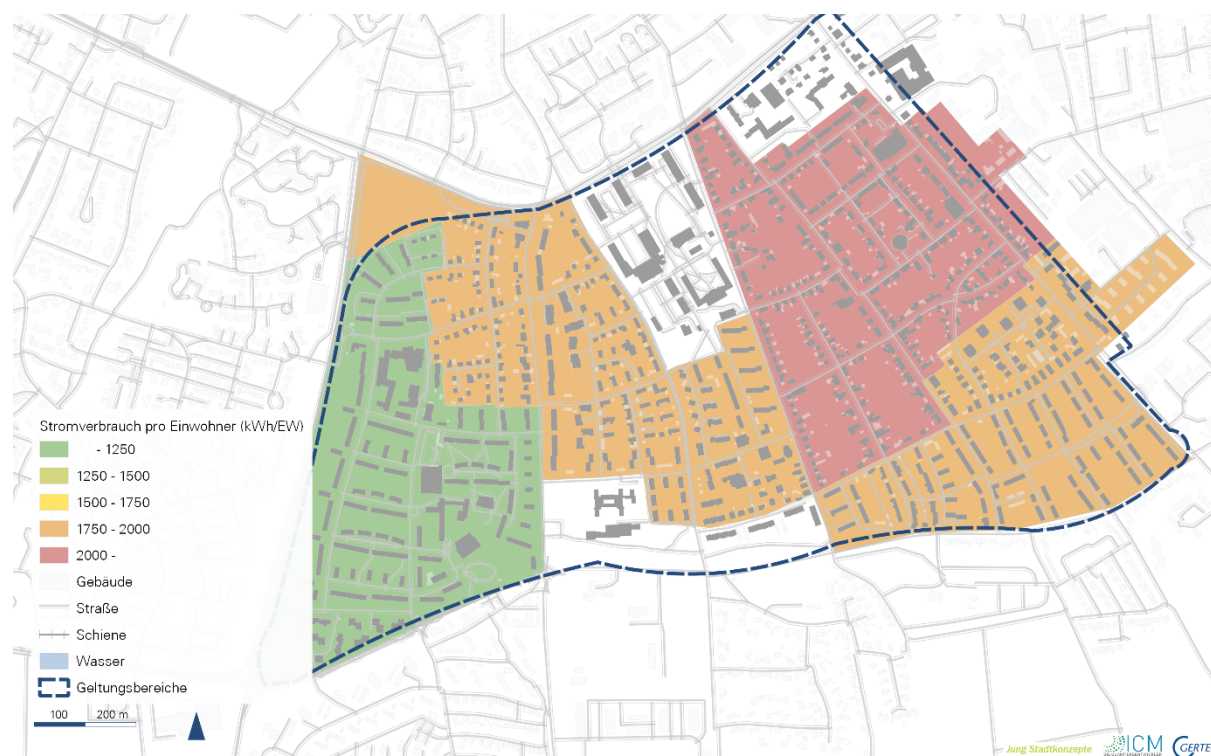 Stromverbrauch pro Einwohner (kWh/EW)
- 1250
1250 - 1500
1500 - 1750
1750 - 2000
2000 -
Gebäude
Straße
Schiene
Wasser
Geltungsbereiche
100 200 m
Jung Stadtkonzepte
ICM
GERTE